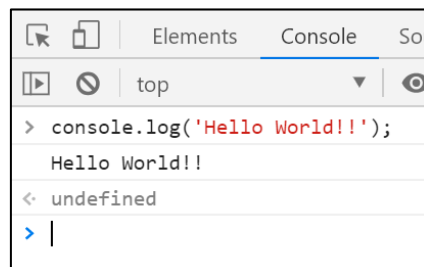 Elements Console So
top
> console.log('Hello World!!');
Hello World!!
undefined
>